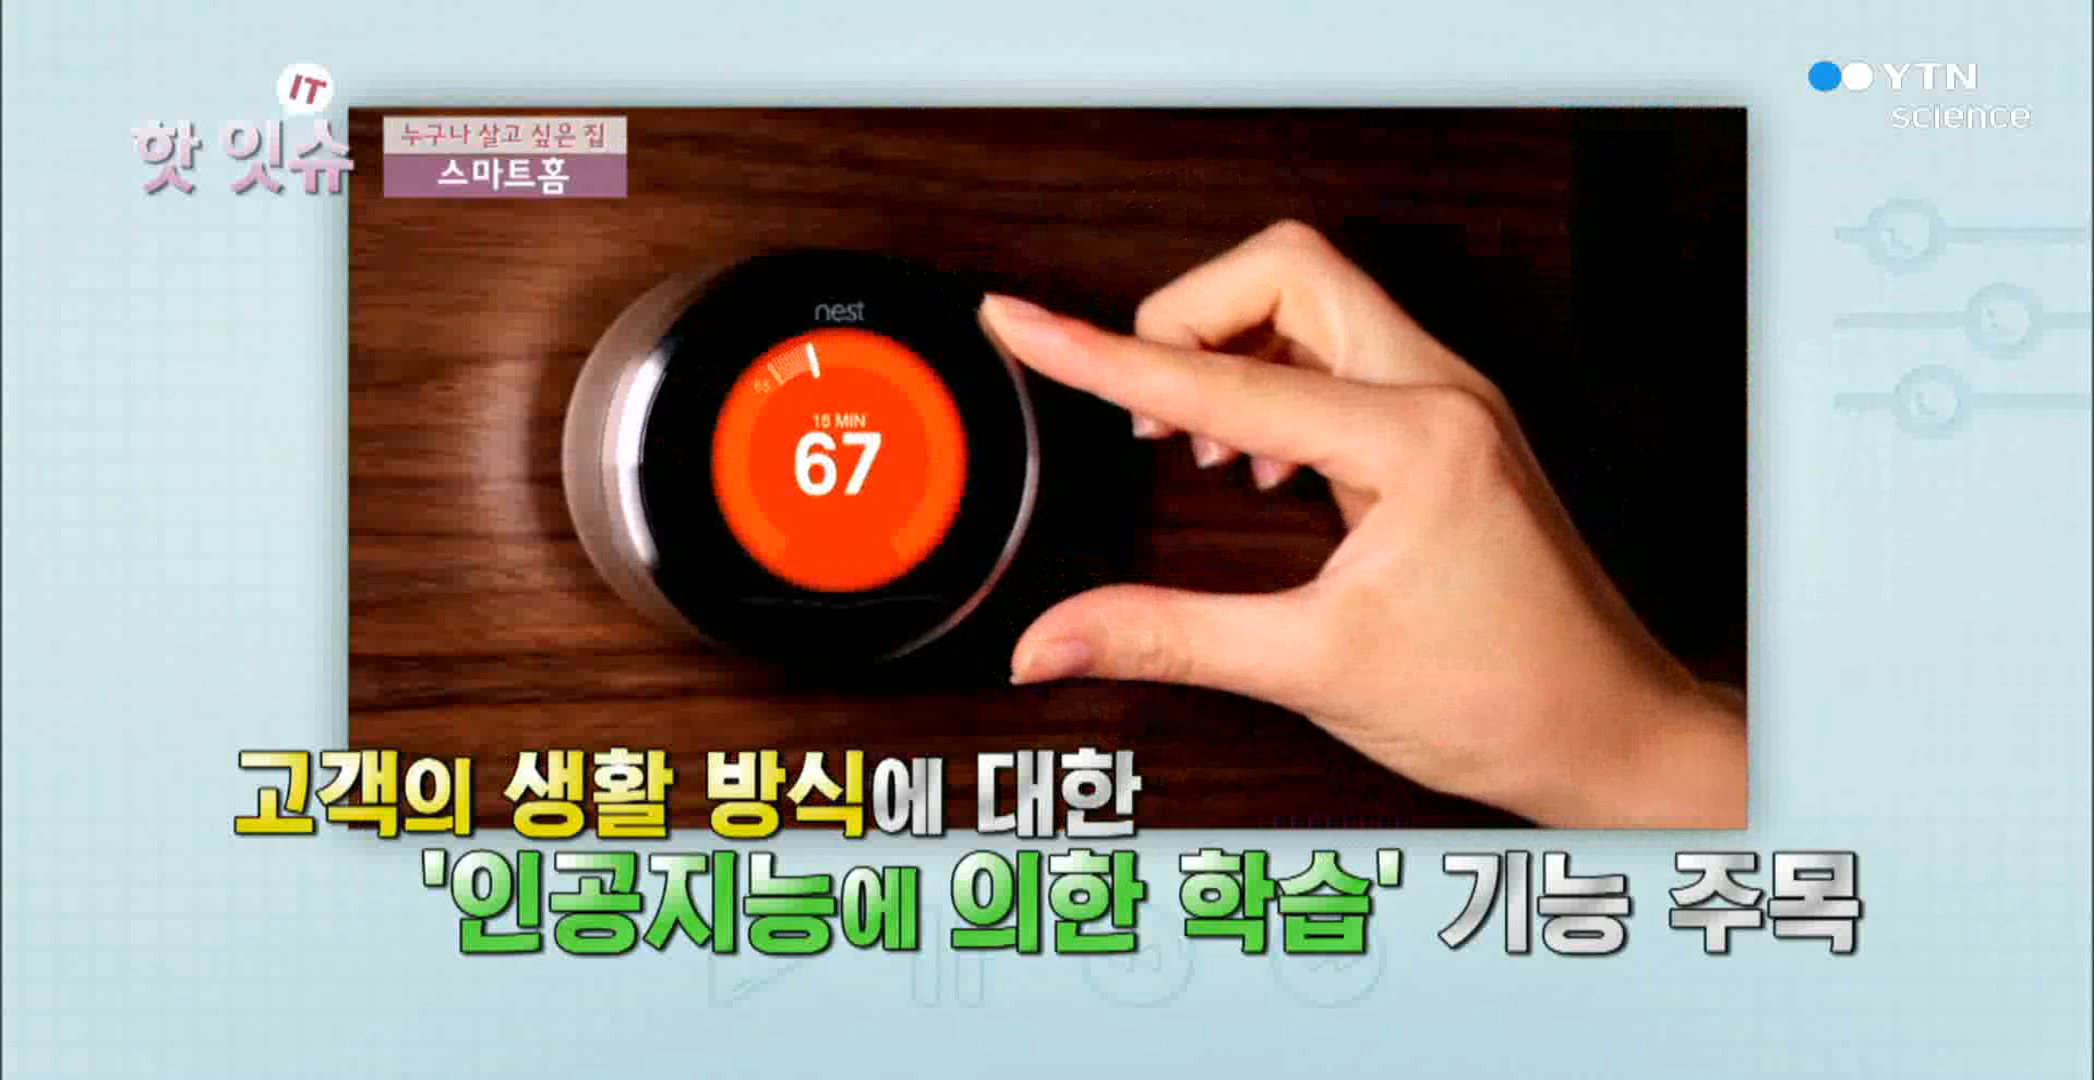 IT
핫 잇슈
누구나 살고 싶은 집
스마트홈
YTN
science
nest
16 MIN
67
고객의 생활 방식에 대한
'인공지능에 의한 학습' 기능 주목